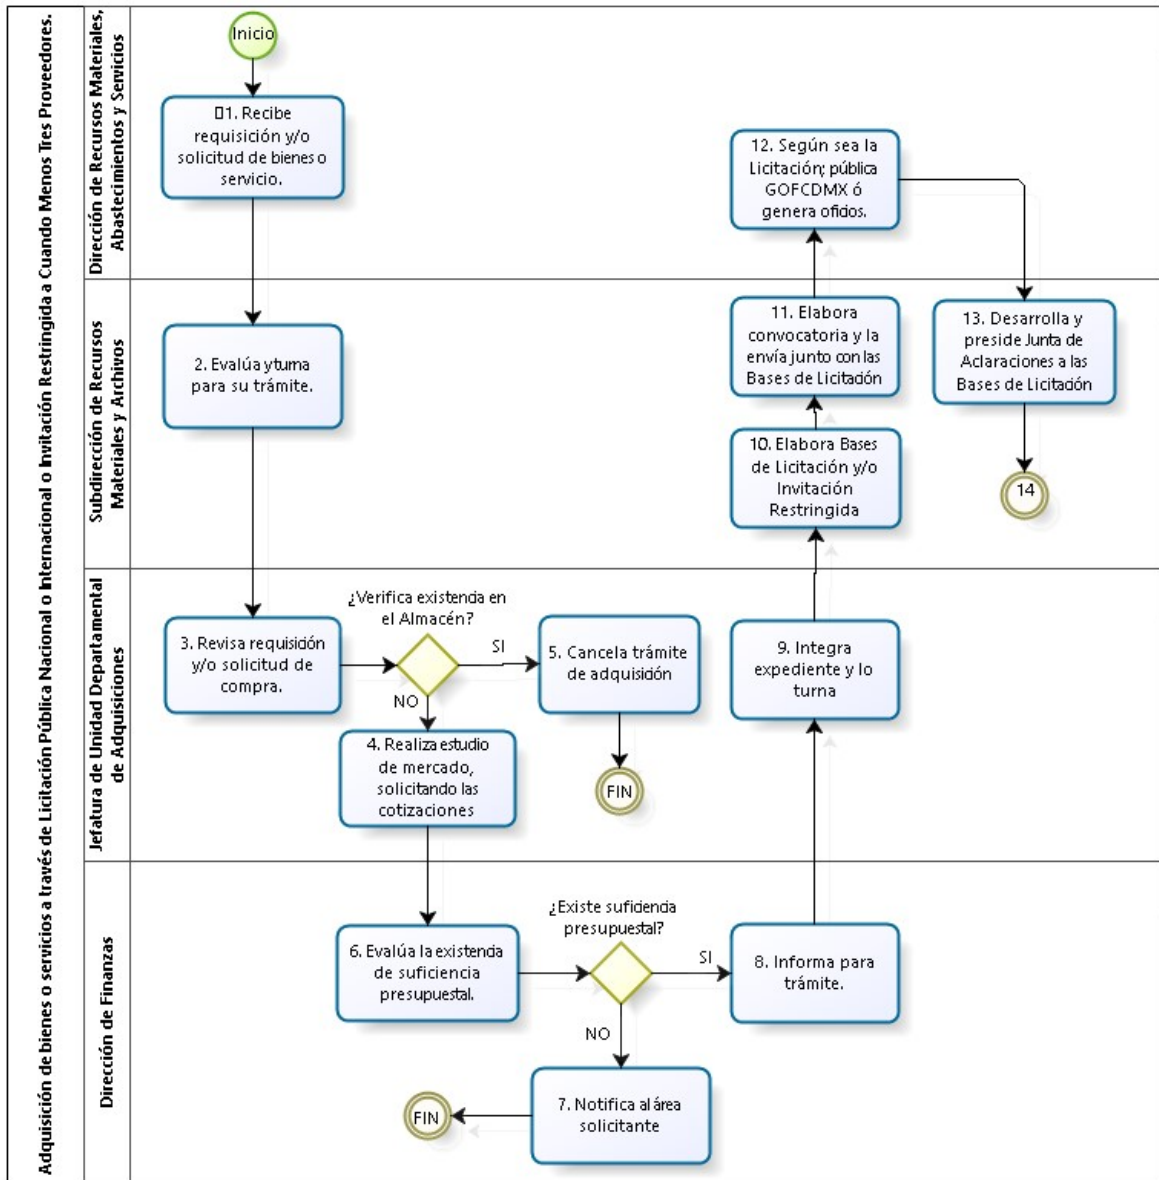 Adquisición de bienes o servicios a través de Licitación Pública Nacional o Internacional o Invitación Restringida a Cuando Menos Tres Proveedores.
Dirección de Recursos Materiales,
Abastecimientos y Servicios
Inicio
1. Recibe
requisición y/o
solicitud de bienes o
servicio.
12. Según sea la
Licitación; pública
GOFCDMX ó
genera oficios.
Subdirección de Recursos
Materiales y Archivos
2. Evalúa y turna
para su trámite.
11. Elabora
convocatoria y la
envía junto con las
Bases de Licitación
13. Desarrolla y
preside Junta de
Aclaraciones a las
Bases de Licitación
10. Elabora Bases
de Licitación y/o
Invitación
Restringida
14
Jefatura de Unidad Departamental
de Adquisiciones
3. Revisa requisición
y/o solicitud de
compra.
¿Verifica existencia en
el Almacén?
SI
NO
5. Cancela trámite
de adquisición
FIN
4. Realiza estudio
de mercado,
solicitando las
cotizaciones
9. Integra
expediente y lo
turna
Dirección de Finanzas
6. Evalúa la existencia
de suficiencia
presupuestal.
¿Existe suficiencia
presupuestal?
SI
NO
8. Informa para
trámite.
7. Notifica al área
solicitante
FIN